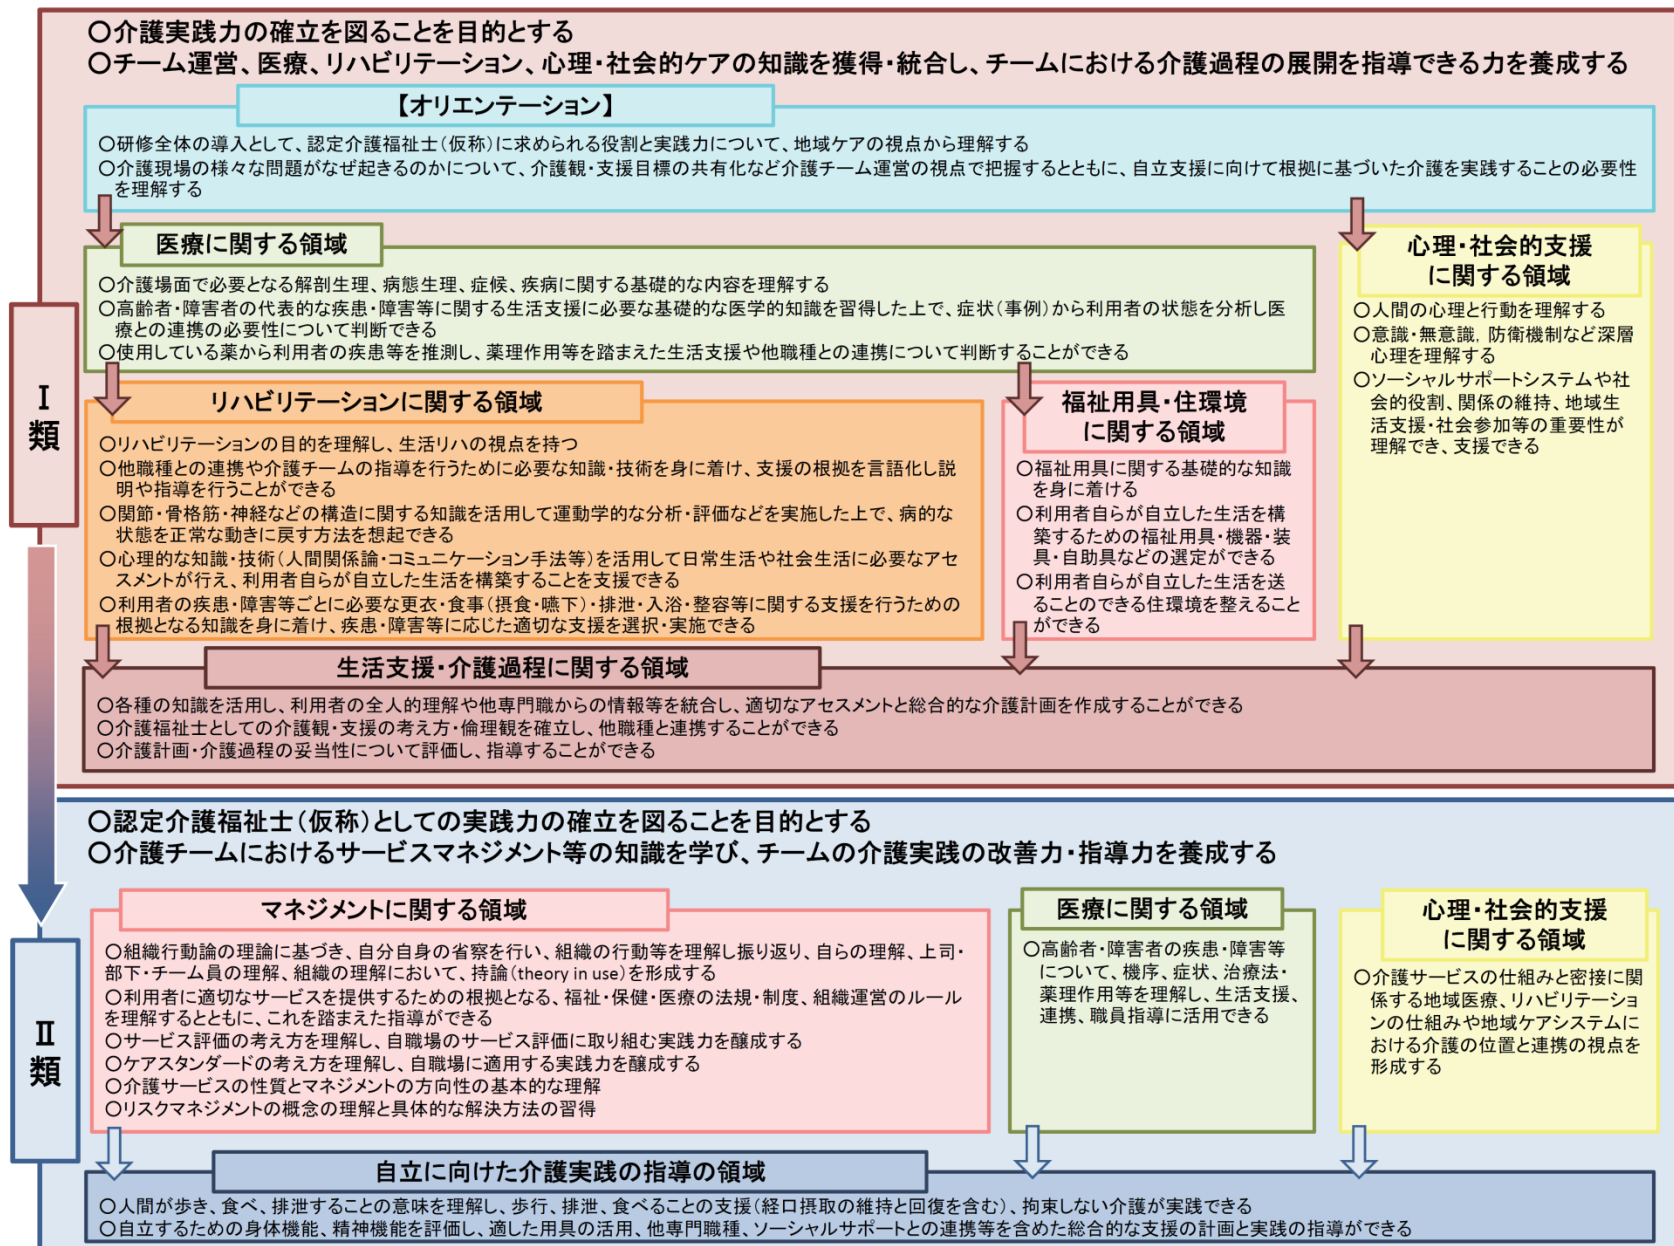 ○介護実践力の確立を図ることを目的とする
○チーム運営、医療、リハビリテーション、心理・社会的ケアの知識を獲得・統合し、チームにおける介護過程の展開を指導できる力を養成する
【オリエンテーション】
○研修全体の導入として、認定介護福祉士(仮称)に求められる役割と実践力について、地域ケアの視点から理解する
○介護現場の様々な問題がなぜ起きるのかについて、介護観・支援目標の共有化など介護チーム運営の視点で把握するとともに、自立支援に向けて根拠に基づいた介護を実践することの必要性
を理解する
医療に関する領域
○介護場面で必要となる解剖生理、病態生理、症候、疾病に関する基礎的な内容を理解する
○高齢者・障害者の代表的な疾患・障害等に関する生活支援に必要な基礎的な医学的知識を習得した上で、症状(事例)から利用者の状態を分析し医
療との連携の必要性について判断できる
○使用している薬から利用者の疾患等を推測し、薬理作用等を踏まえた生活支援や他職種との連携について判断することができる
心理・社会的支援
に関する領域
○人間の心理と行動を理解する
○意識・無意識, 防衛機制など深層
心理を理解する
○ソーシャルサポートシステムや社
会的役割、関係の維持、地域生
活支援・社会参加等の重要性が
理解でき、支援できる
Ⅰ
類
リハビリテーションに関する領域
○リハビリテーションの目的を理解し、生活リハの視点を持つ
○他職種との連携や介護チームの指導を行うために必要な知識・技術を身に着け、支援の根拠を言語化し説
明や指導を行うことができる
○関節・骨格筋・神経などの構造に関する知識を活用して運動学的な分析・評価などを実施した上で、病的な
状態を正常な動きに戻す方法を想起できる
○心理的な知識・技術(人間関係論・コミュニケーション手法等)を活用して日常生活や社会生活に必要なアセ
スメントが行え、利用者自らが自立した生活を構築することを支援できる
○利用者の疾患・障害等ごとに必要な更衣・食事(摂食・嚥下)・排泄・入浴・整容等に関する支援を行うための
根拠となる知識を身に着け、疾患・障害等に応じた適切な支援を選択・実施できる
福祉用具・住環境
に関する領域
○福祉用具に関する基礎的な知識
を身に着ける
○利用者自らが自立した生活を構
築するための福祉用具・機器・装
具・自助具などの選定ができる
○利用者自らが自立した生活を送
ることのできる住環境を整えること
ができる
生活支援・介護過程に関する領域
○各種の知識を活用し、利用者の全人的理解や他専門職からの情報等を統合し、適切なアセスメントと総合的な介護計画を作成することができる
○介護福祉士としての介護観・支援の考え方・倫理観を確立し、他職種と連携することができる
○介護計画・介護過程の妥当性について評価し、指導することができる
○認定介護福祉士(仮称)としての実践力の確立を図ることを目的とする
○介護チームにおけるサービスマネジメント等の知識を学び、チームの介護実践の改善力・指導力を養成する
Ⅱ
類
マネジメントに関する領域
○組織行動論の理論に基づき、自分自身の省察を行い、組織の行動等を理解し振り返り、自らの理解、上司・
部下・チーム員の理解、組織の理解において、持論(theory in use)を形成する
○利用者に適切なサービスを提供するための根拠となる、福祉・保健・医療の法規・制度、組織運営のルール
を理解するとともに、これを踏まえた指導ができる
○サービス評価の考え方を理解し、自職場のサービス評価に取り組む実践力を醸成する
○ケアスタンダードの考え方を理解し、自職場に適用する実践力を醸成する
○介護サービスの性質とマネジメントの方向性の基本的な理解
○リスクマネジメントの概念の理解と具体的な解決方法の習得
医療に関する領域
○高齢者・障害者の疾患・障害等
について、機序、症状、治療法・
薬理作用等を理解し、生活支援、
連携、職員指導に活用できる
心理・社会的支援
に関する領域
○介護サービスの仕組みと密接に関
係する地域医療、リハビリテーショ
ンの仕組みや地域ケアシステムに
おける介護の位置と連携の視点を
形成する
自立に向けた介護実践の指導の領域
○人間が歩き、食べ、排泄することの意味を理解し、歩行、排泄、食べることの支援(経口摂取の維持と回復を含む)、拘束しない介護が実践できる
○自立するための身体機能、精神機能を評価し、適した用具の活用、他専門職種、ソーシャルサポートとの連携等を含めた総合的な支援の計画と実践の指導ができる